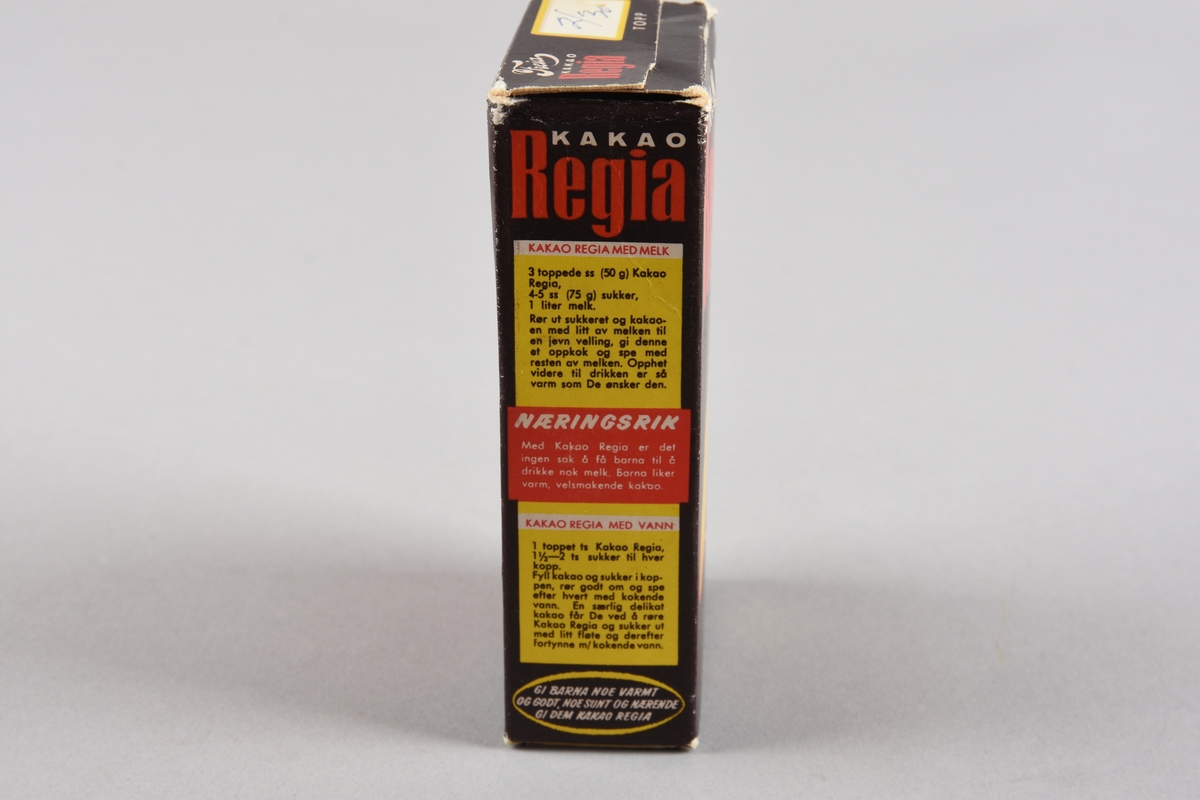 TOPP
Freia
KAKAO
Regia
KAKAO
Regia
KAKAO REGIA MED MELK
3 toppede ss (50 g) Kakao
Regia,
4-5 ss (75 g) sukker,
1 liter melk.
Rør ut sukkeret og kakao-
en med litt av melken til
en jevn velling, gi denne
et oppkok og spe med
resten av melken. Opphet
videre til drikken er så
varm som De ønsker den.
NÆRINGSRIK
Med Kakao Regia er det
ingen sak å få barna til å
drikke nok melk. Barna liker
varm, velsmakende kakao.
KAKAO REGIA MED VANN
1 toppet ts Kakao Regia,
1½—2 ts sukker til hver
kopp.
Fyll kakao og sukker i kop-
pen, rør godt om og spe
efter hvert med kokende
vann. En særlig delikat
kakao får De ved å røre
Kakao Regia og sukker ut
med litt fløte og derefter
fortynne m/ kokende vann.
GI BARNA NOE VARMT
OG GODT, NOE SUNT OG NÆRENDE
GI DEM KAKAO REGIA